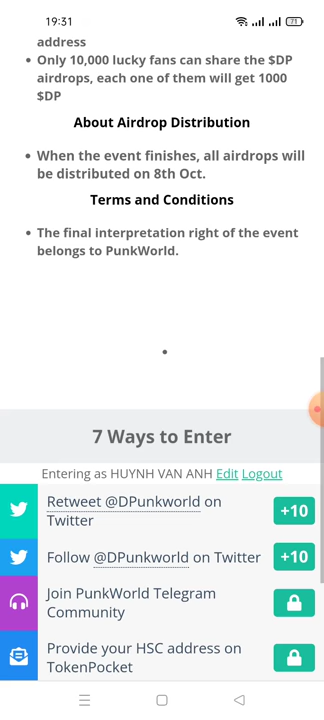 19:31
71
address
• Only 10,000 lucky fans can share the $DP
airdrops, each one of them will get 1000
$DP
About Airdrop Distribution
• When the event finishes, all airdrops will
be distributed on 8th Oct.
Terms and Conditions
• The final interpretation right of the event
belongs to PunkWorld.
7 Ways to Enter
Entering as HUYNH VAN ANH Edit Logout
Retweet @DPunkworld on
Twitter
+10
Follow @DPunkworld on Twitter
+10
Join PunkWorld Telegram
Community
Provide your HSC address on
TokenPocket